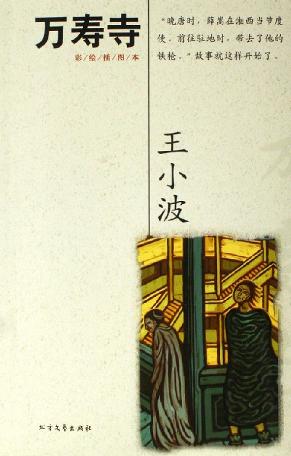 万寿寺
彩/绘/插/图/本
“晚唐时，薛嵩在湘西当节度
使。前往驻地时，带去了他的
铁枪。”故事就这样开始了。
王小波
北方文艺出版社